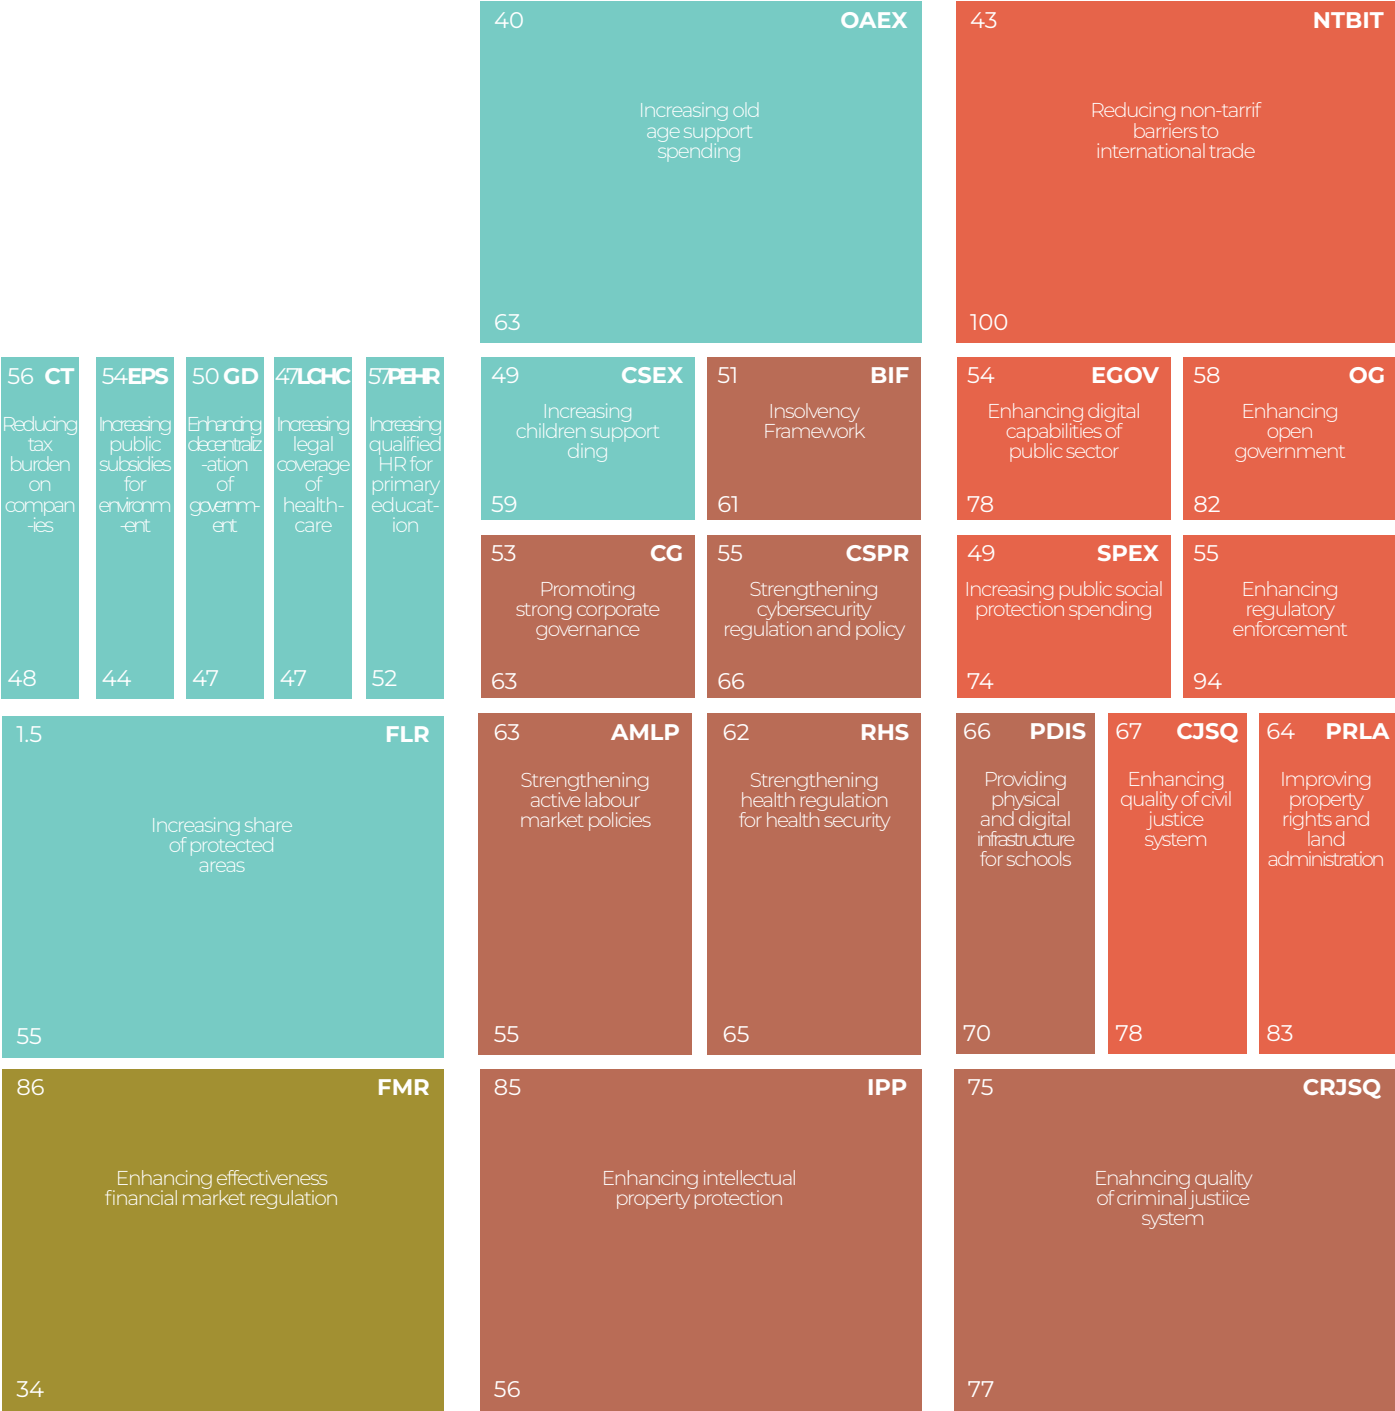 40 OAEX
Increasing old
age support
spending
63
43 NTBIT
Reducing non-tarrif
barriers to
international trade
100
56 CT
Reducing
tax
burden
on
compan
-ies
48
54 EPS
Increasing
public
subsidies
for
environm
-ent
44
50 GD
Enhancing
decentraliz
-ation
of
governm-
ent
47
47 LCHC
Increasing
legal
coverage
of
health-
care
47
57 PEHR
Increasing
qualified
HR for
primary
educat-
ion
52
49 CSEX
Increasing
children support
ding
59
51 BIF
Insolvency
Framework
61
54 EGOV
Enhancing digital
capabilities of
public sector
78
58 OG
Enhancing
open
government
82
53 CG
Promoting
strong corporate
governance
63
55 CSPR
Strengthening
cybersecurity
regulation and policy
66
49 SPEX
Increasing public social
protection spending
74
55
Enhancing
regulatory
enforcement
94
1.5 FLR
Increasing share
of protected
areas
55
63 AMLP
Strengthening
active labour
market policies
55
62 RHS
Strengthening
health regulation
for health security
65
66 PDIS
Providing
physical
and digital
infrastructure
for schools
70
67 CJSQ
Enhancing
quality of civil
justice
system
78
64 PRLA
Improving
property
rights and
land
administration
83
86 FMR
Enhancing effectiveness
financial market regulation
34
85 IPP
Enhancing intellectual
property protection
56
75 CRJSQ
Enahncing quality
of criminal justiice
system
77